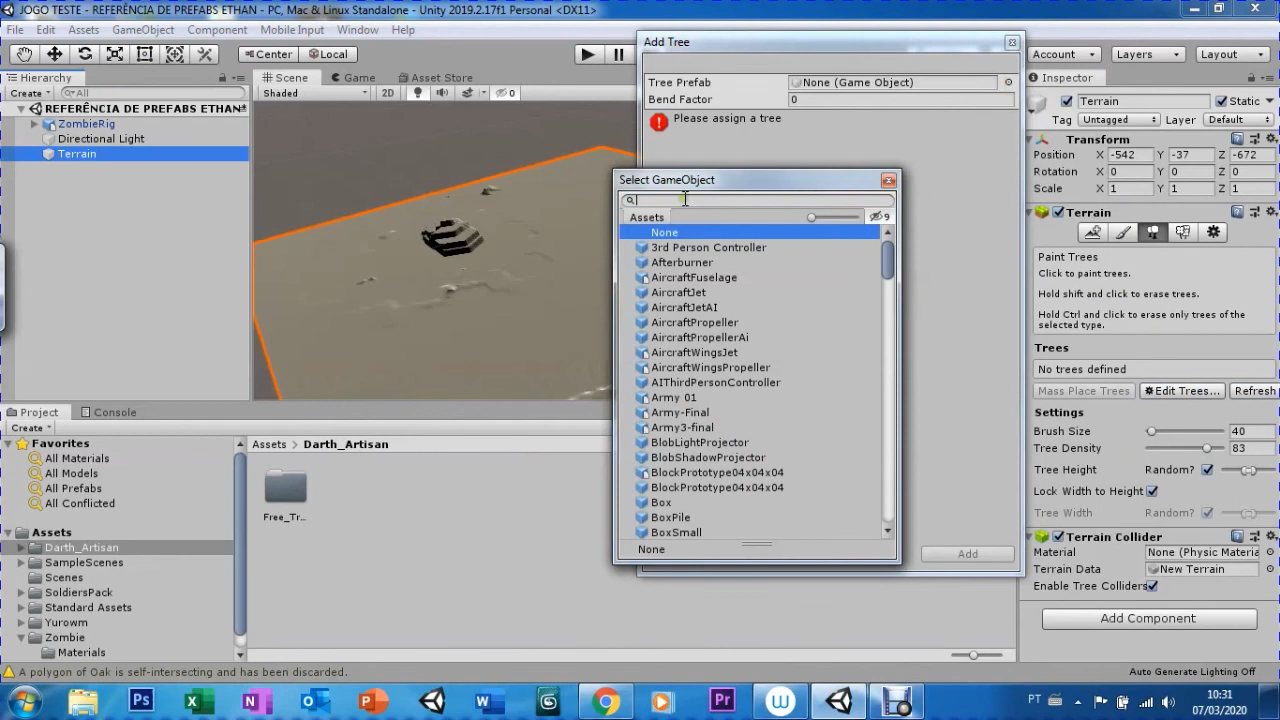 JOGO TESTE - REFERÊNCIA DE PREFABS ETHAN - PC, Mac & Linux Standalone - Unity 2019.2.17f1 Personal <DX11>
File Edit Assets GameObject Component Mobile Input Window Help
Center Local
Account Layers Layout
Hierarchy
Create All
REFERÊNCIA DE PREFABS ETHAN
ZombieRig
Directional Light
Terrain
Scene Game Asset Store
Shaded 2D 0
Add Tree
Tree Prefab None (Game Object)
Bend Factor 0
Please assign a tree
Add
Select GameObject
Assets 9
None
3rd Person Controller
Afterburner
AircraftFuselage
AircraftJet
AircraftJetAI
AircraftPropeller
AircraftPropellerAi
AircraftWingsJet
AircraftWingsPropeller
AIThirdPersonController
Army 01
Army-Final
Army3-final
BlobLightProjector
BlobShadowProjector
BlockPrototype04x04x04
BlockPrototype04x04x04
Box
BoxPile
BoxSmall
None
Inspector
Terrain Static
Tag Untagged Layer Default
Transform
Position X -542 Y -37 Z -672
Rotation X 0 Y 0 Z 0
Scale X 1 Y 1 Z 1
Terrain
Paint Trees
Click to paint trees.
Hold shift and click to erase trees.
Hold Ctrl and click to erase only trees of the
selected type.
Trees
No trees defined
Mass Place Trees Edit Trees... Refresh
Settings
Brush Size 40
Tree Density 83
Tree Height Random?
Lock Width to Height
Tree Width Random?
Terrain Collider
Material None (Physic Materia
Terrain Data New Terrain
Enable Tree Colliders
Add Component
Project Console
Create
Favorites
All Materials
All Models
All Prefabs
All Conflicted
Assets
Darth_Artisan
SampleScenes
Scenes
SoldiersPack
Standard Assets
Yurowm
Zombie
Materials
Assets Darth_Artisan
Free_Tr...
A polygon of Oak is self-intersecting and has been discarded.
Auto Generate Lighting Off
Ps X N O P W Pr W
PT 10:31
07/03/2020